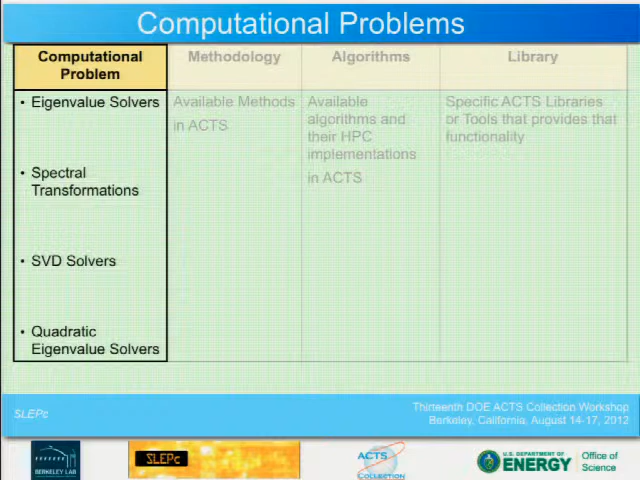 Computational Problems
Computational
Problem
Methodology
Algorithms
Library
• Eigenvalue Solvers
• Spectral
Transformations
• SVD Solvers
• Quadratic
Eigenvalue Solvers
Available Methods
in ACTS
Available
algorithms and
their HPC
implementations
in ACTS
Specific ACTS Libraries
or Tools that provides that
functionality
SLEPc
Thirteenth DOE ACTS Collection Workshop
Berkeley, California, August 14-17, 2012
BERKELEY LAB
SLEPc
ACTS
COLLECTION
U.S. DEPARTMENT OF
ENERGY
Office of
Science